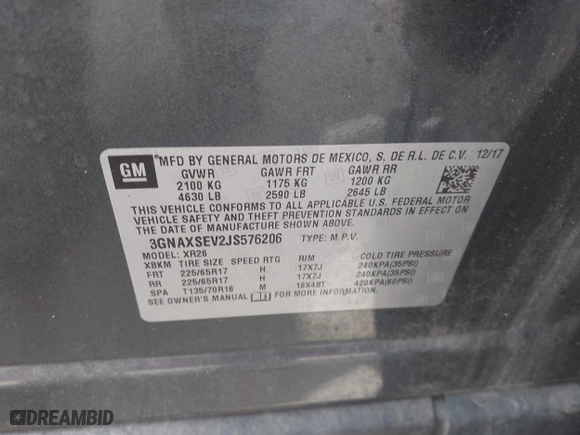 GM
MFD BY GENERAL MOTORS DE MEXICO, S. DE R.L. DE C.V. 12/17
GVWR GAWR FRT GAWR RR
2100 KG 1175 KG 1200 KG
4630 LB 2590 LB 2645 LB
THIS VEHICLE CONFORMS TO ALL APPLICABLE U.S. FEDERAL MOTOR
VEHICLE SAFETY AND THEFT PREVENTION STANDARDS IN EFFECT ON
THE DATE OF MANUFACTURE SHOWN ABOVE.
3GNAXSEV2JS576206 TYPE: M.P.V.
MODEL: XR26
XBKM TIRE SIZE SPEED RTG RIM COLD TIRE PRESSURE
FRT 225/65R17 H 17X7J 240KPA(35PSI)
RR 225/65R17 H 17X7J 240KPA(35PSI)
SPA T135/70R16 M 16X4BT 420KPA(60PSI)
SEE OWNER'S MANUAL FOR MORE INFORMATION.
DREAMBID